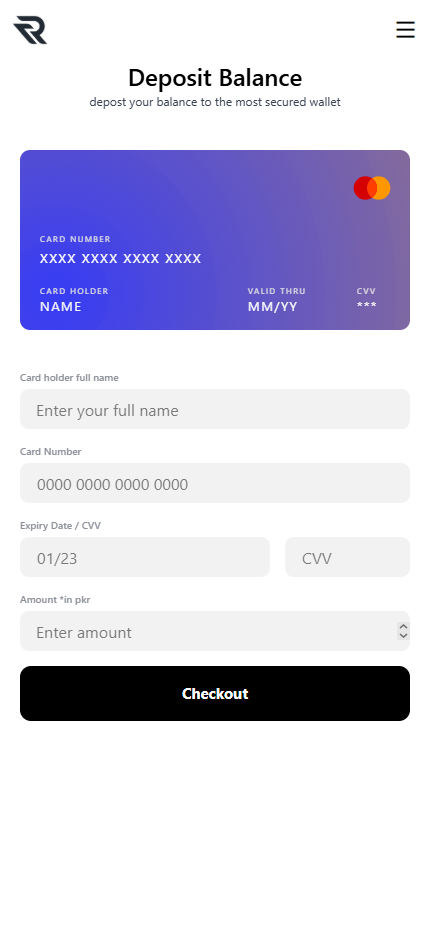 Deposit Balance
depost your balance to the most secured wallet
CARD NUMBER
XXXX XXXX XXXX XXXX
CARD HOLDER VALID THRU CVV
NAME MM/YY ***
Card holder full name
Enter your full name
Card Number
0000 0000 0000 0000
Expiry Date / CVV
01/23 CVV
Amount *in pkr
Enter amount
Checkout